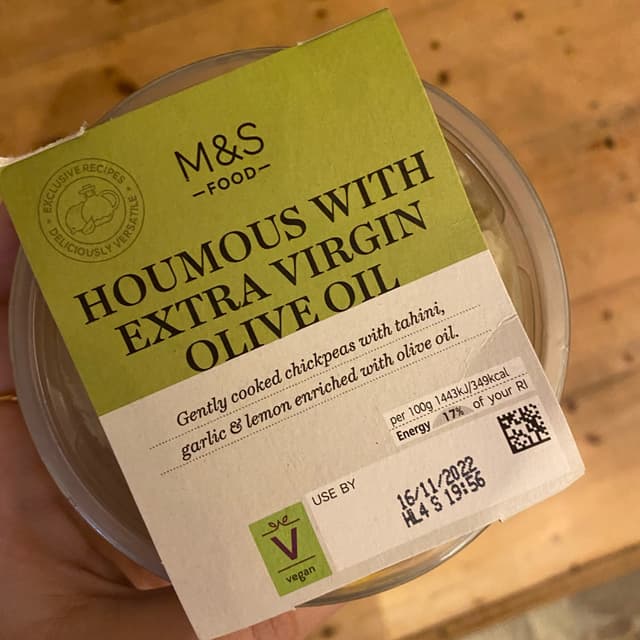 EXCLUSIVE RECIPES
DELICIOUSLY VERSATILE
M&S
FOOD
HOUMOUS WITH
EXTRA VIRGIN
OLIVE OIL
Gently cooked chickpeas with tahini,
garlic & lemon enriched with olive oil.
per 100g 1443kJ/349kcal
Energy 17% of your RI
USE BY
16/11/2022
HL4 S 19:56
V
vegan